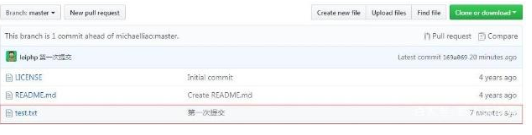 Branch: master New pull request Create new file Upload files Find file Clone or download
This branch is 1 commit ahead of michaelliao:master. Pull request Compare
leiphp 第一次提交 Latest commit 20 minutes ago
LICENSE Initial commit 4 years ago
README.md Create README.md 4 years ago
test.txt 第一次提交 minutes ago